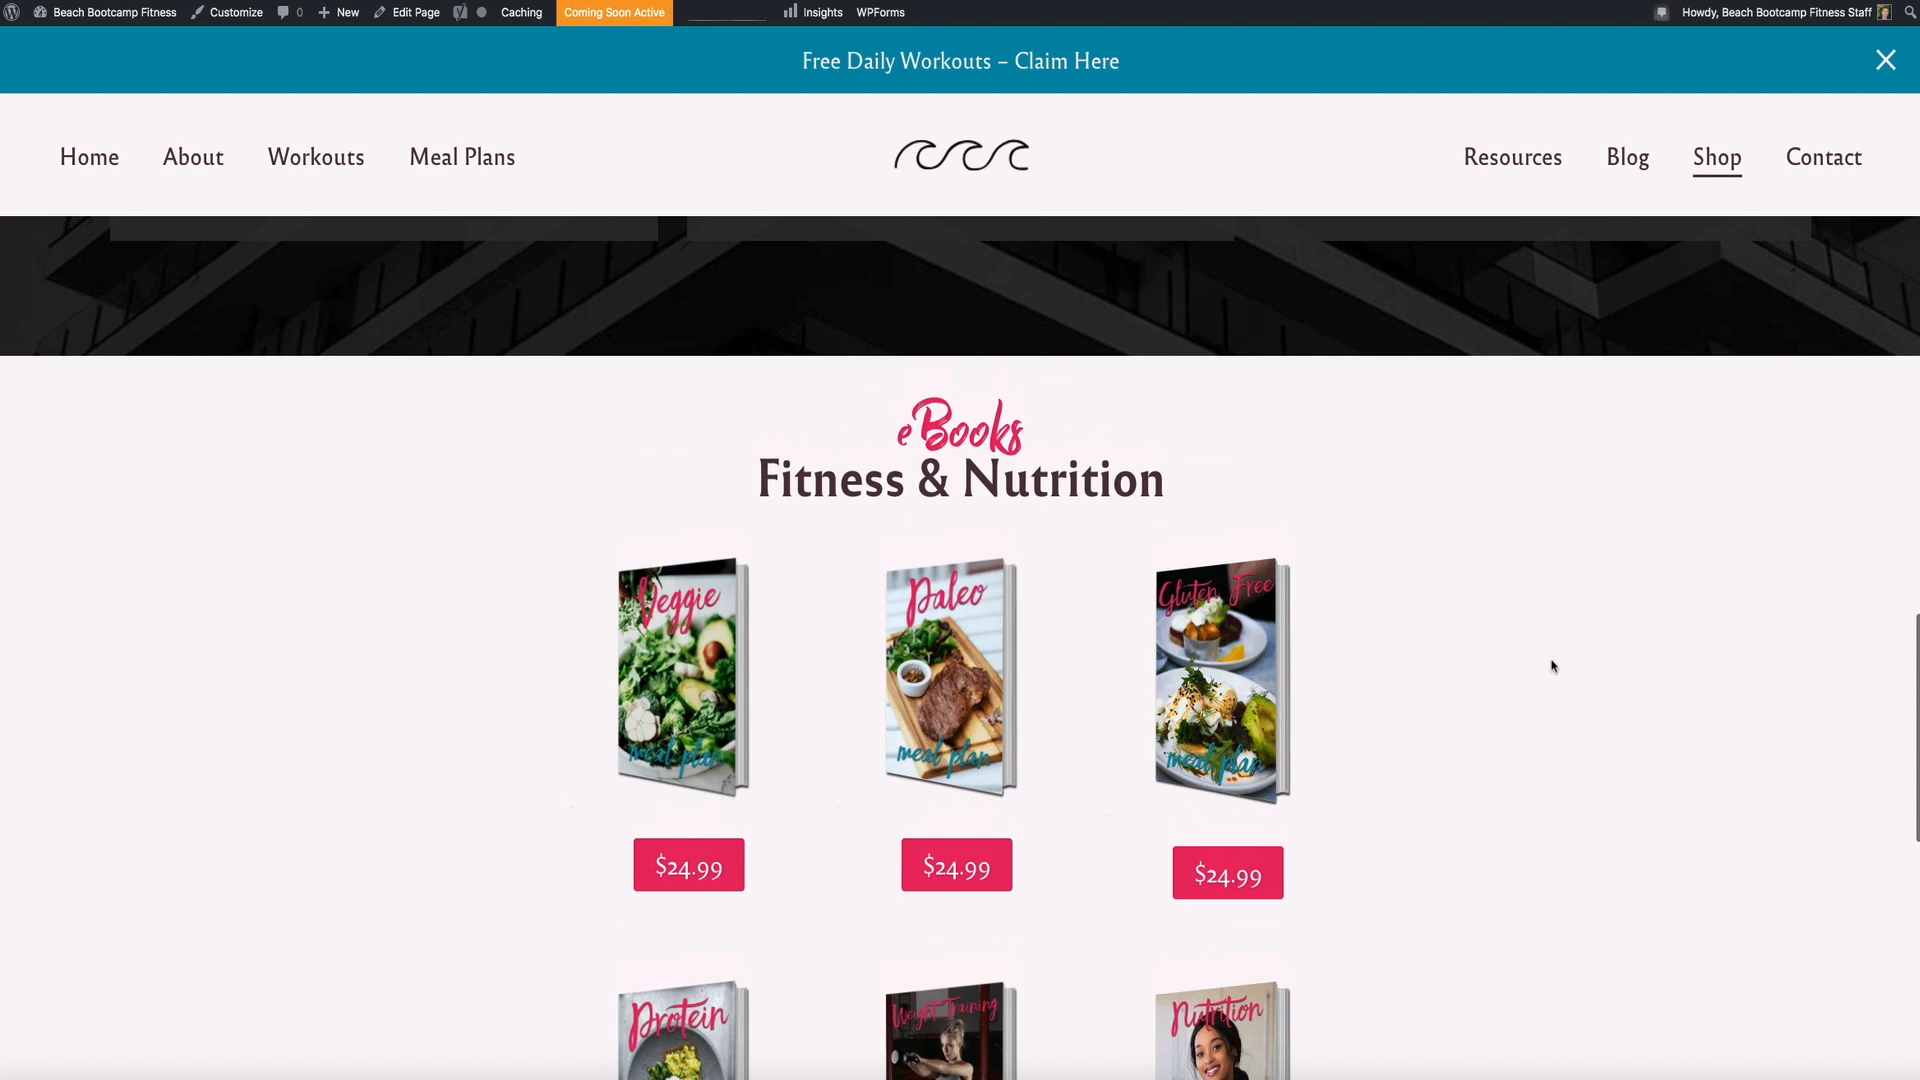 Beach Bootcamp Fitness Customize 0 New Edit Page Caching Coming Soon Active Insights WPForms Howdy, Beach Bootcamp Fitness Staff
Free Daily Workouts – Claim Here
Home About Workouts Meal Plans Resources Blog Shop Contact
eBooks
Fitness & Nutrition
Veggie
meal plan
Paleo
meal plan
Gluten Free
meal plan
$24.99 $24.99 $24.99
Protein
Weight Training
Nutrition